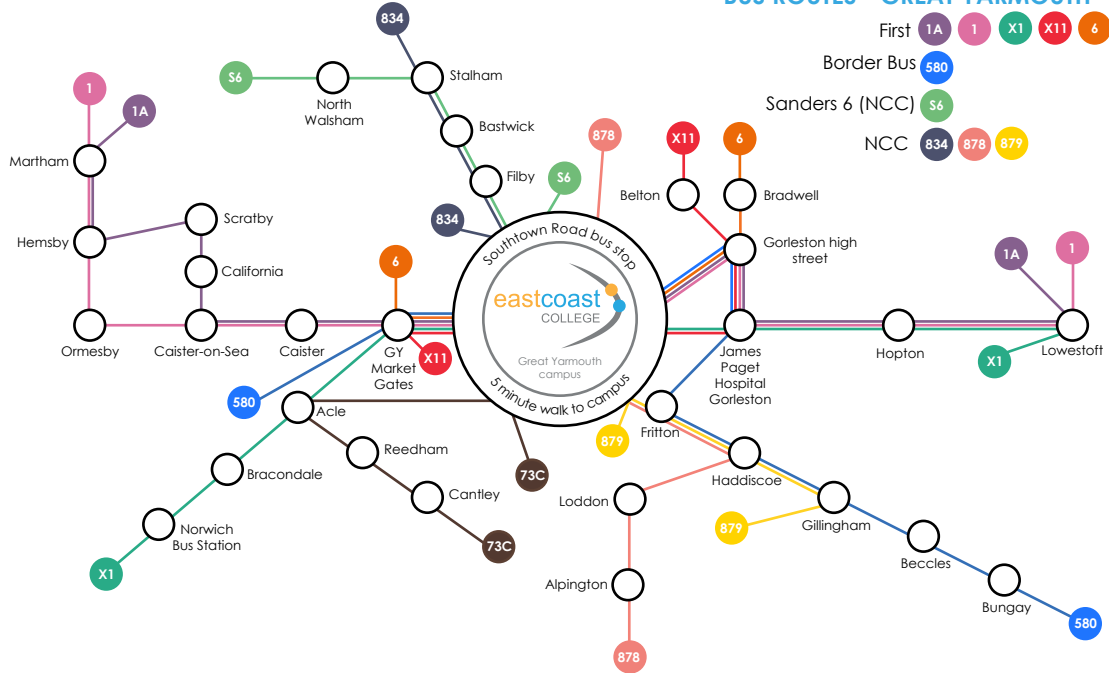 BUS ROUTES - GREAT YARMOUTH
First 1A 1 X1 X11 6
Border Bus 580
Sanders 6 (NCC) S6
NCC 834 878 879
834
S6
Stalham
North
Walsham
1
1A
Bastwick
878
X11
6
Martham
Filby
S6
Belton
Bradwell
Scratby
834
Southtown Road bus stop
Gorleston high
street
Hemsby
1A
1
California
6
eastcoast
COLLEGE
Great Yarmouth
campus
5 minute walk to campus
Ormesby
Caister-on-Sea
Caister
GY
Market
Gates
X11
James
Paget
Hospital
Gorleston
Hopton
Lowestoft
X1
580
Acle
Fritton
879
Reedham
Bracondale
73C
Haddiscoe
Cantley
Loddon
879
Gillingham
Norwich
Bus Station
73C
Beccles
X1
Alpington
Bungay
580
878